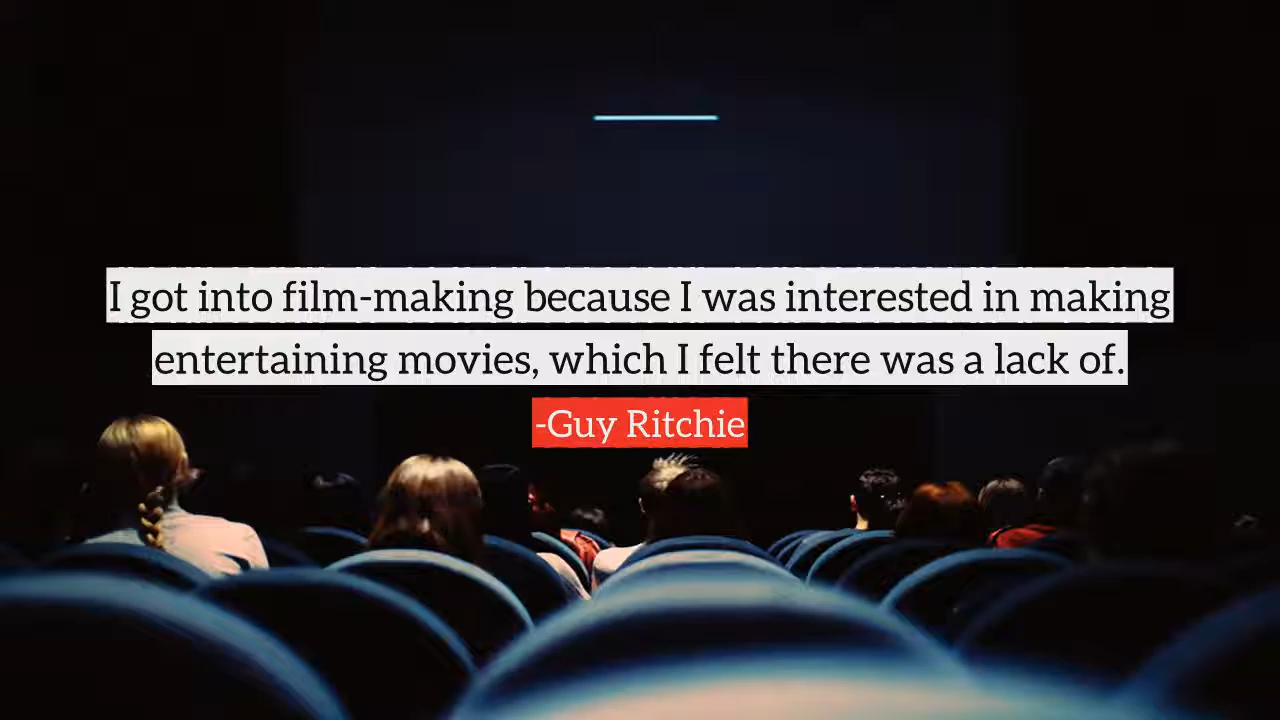 I got into film-making because I was interested in making
entertaining movies, which I felt there was a lack of.
-Guy Ritchie